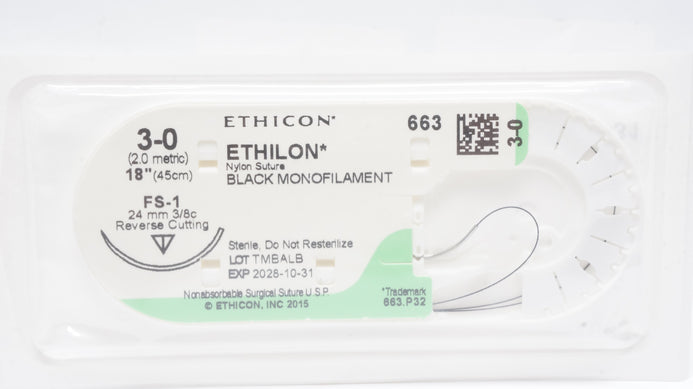 ETHICON*
663
3-0
3-0
(2.0 metric)
18" (45cm)
ETHILON*
Nylon Suture
BLACK MONOFILAMENT
FS-1
24 mm 3/8c
Reverse Cutting
Sterile, Do Not Resterilize
LOT TMBALB
EXP 2028-10-31
Nonabsorbable Surgical Suture U.S.P.
© ETHICON, INC 2015
*Trademark
663.P32